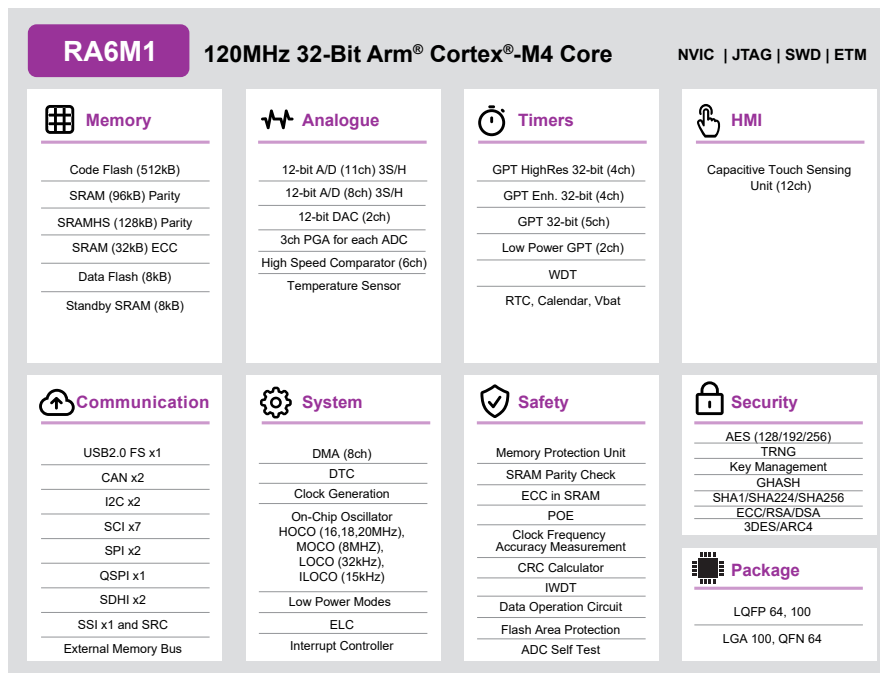 RA6M1
120MHz 32-Bit Arm® Cortex®-M4 Core
NVIC | JTAG | SWD | ETM
Memory
Code Flash (512kB)
SRAM (96kB) Parity
SRAMHS (128kB) Parity
SRAM (32kB) ECC
Data Flash (8kB)
Standby SRAM (8kB)
Analogue
12-bit A/D (11ch) 3S/H
12-bit A/D (8ch) 3S/H
12-bit DAC (2ch)
3ch PGA for each ADC
High Speed Comparator (6ch)
Temperature Sensor
Timers
GPT HighRes 32-bit (4ch)
GPT Enh. 32-bit (4ch)
GPT 32-bit (5ch)
Low Power GPT (2ch)
WDT
RTC, Calendar, Vbat
HMI
Capacitive Touch Sensing
Unit (12ch)
Communication
USB2.0 FS x1
CAN x2
I2C x2
SCI x7
SPI x2
QSPI x1
SDHI x2
SSI x1 and SRC
External Memory Bus
System
DMA (8ch)
DTC
Clock Generation
On-Chip Oscillator
HOCO (16,18,20MHz),
MOCO (8MHZ),
LOCO (32kHz),
ILOCO (15kHz)
Low Power Modes
ELC
Interrupt Controller
Safety
Memory Protection Unit
SRAM Parity Check
ECC in SRAM
POE
Clock Frequency
Accuracy Measurement
CRC Calculator
IWDT
Data Operation Circuit
Flash Area Protection
ADC Self Test
Security
AES (128/192/256)
TRNG
Key Management
GHASH
SHA1/SHA224/SHA256
ECC/RSA/DSA
3DES/ARC4
Package
LQFP 64, 100
LGA 100, QFN 64